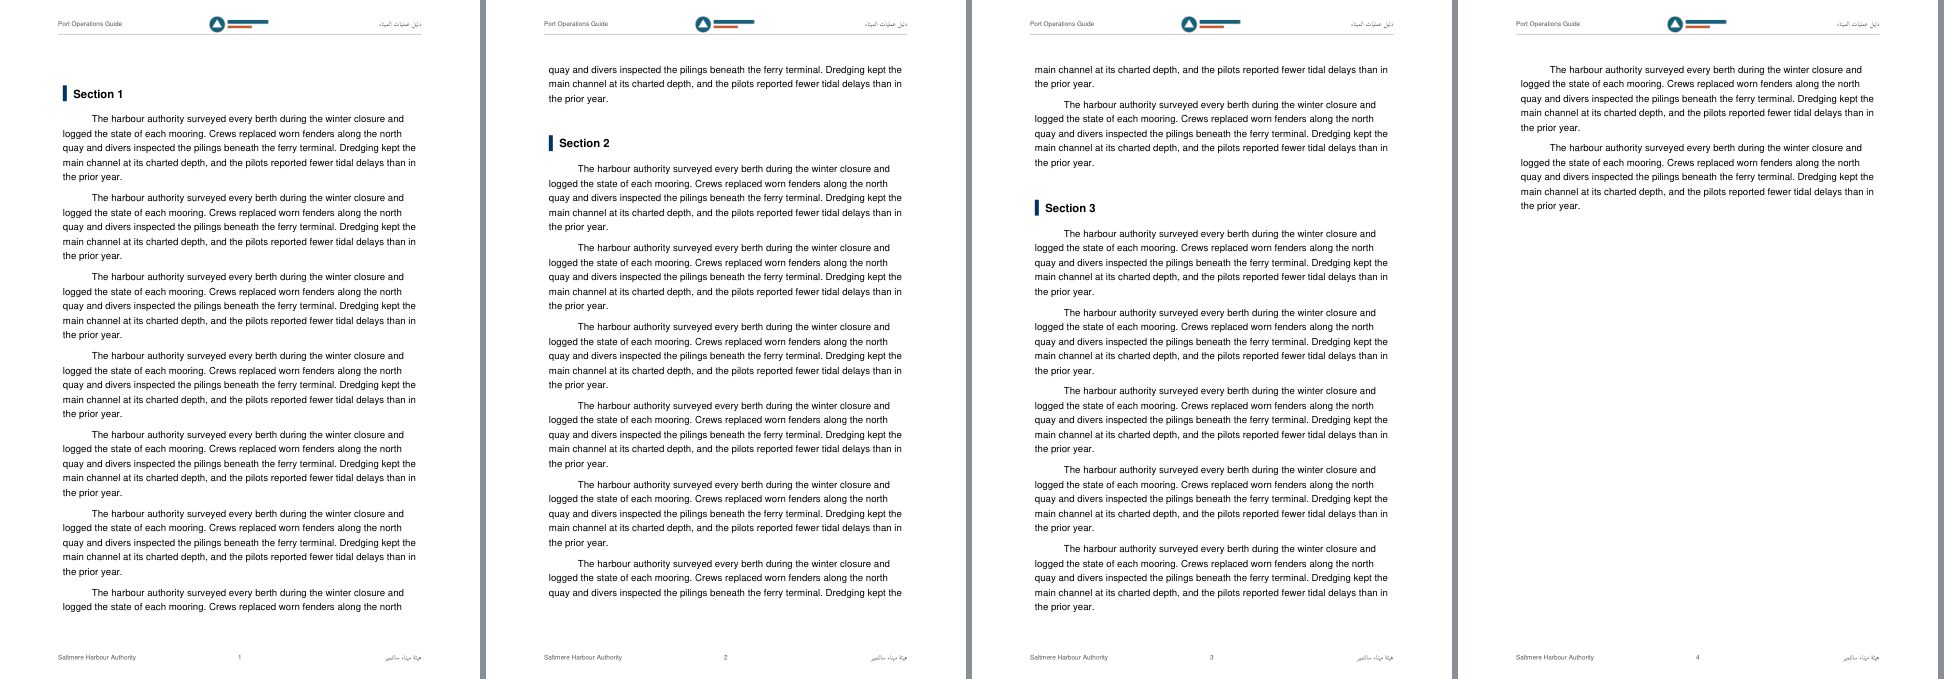 Port Operations Guide دليل عمليات الميناء
Section 1
The harbour authority surveyed every berth during the winter closure and
logged the state of each mooring. Crews replaced worn fenders along the north
quay and divers inspected the pilings beneath the ferry terminal. Dredging kept the
main channel at its charted depth, and the pilots reported fewer tidal delays than in
the prior year.
The harbour authority surveyed every berth during the winter closure and
logged the state of each mooring. Crews replaced worn fenders along the north
quay and divers inspected the pilings beneath the ferry terminal. Dredging kept the
main channel at its charted depth, and the pilots reported fewer tidal delays than in
the prior year.
The harbour authority surveyed every berth during the winter closure and
logged the state of each mooring. Crews replaced worn fenders along the north
quay and divers inspected the pilings beneath the ferry terminal. Dredging kept the
main channel at its charted depth, and the pilots reported fewer tidal delays than in
the prior year.
The harbour authority surveyed every berth during the winter closure and
logged the state of each mooring. Crews replaced worn fenders along the north
quay and divers inspected the pilings beneath the ferry terminal. Dredging kept the
main channel at its charted depth, and the pilots reported fewer tidal delays than in
the prior year.
The harbour authority surveyed every berth during the winter closure and
logged the state of each mooring. Crews replaced worn fenders along the north
quay and divers inspected the pilings beneath the ferry terminal. Dredging kept the
main channel at its charted depth, and the pilots reported fewer tidal delays than in
the prior year.
The harbour authority surveyed every berth during the winter closure and
logged the state of each mooring. Crews replaced worn fenders along the north
quay and divers inspected the pilings beneath the ferry terminal. Dredging kept the
main channel at its charted depth, and the pilots reported fewer tidal delays than in
the prior year.
The harbour authority surveyed every berth during the winter closure and
logged the state of each mooring. Crews replaced worn fenders along the north
Saltmere Harbour Authority 1 هيئة ميناء سالتمير
Port Operations Guide دليل عمليات الميناء
quay and divers inspected the pilings beneath the ferry terminal. Dredging kept the
main channel at its charted depth, and the pilots reported fewer tidal delays than in
the prior year.
Section 2
The harbour authority surveyed every berth during the winter closure and
logged the state of each mooring. Crews replaced worn fenders along the north
quay and divers inspected the pilings beneath the ferry terminal. Dredging kept the
main channel at its charted depth, and the pilots reported fewer tidal delays than in
the prior year.
The harbour authority surveyed every berth during the winter closure and
logged the state of each mooring. Crews replaced worn fenders along the north
quay and divers inspected the pilings beneath the ferry terminal. Dredging kept the
main channel at its charted depth, and the pilots reported fewer tidal delays than in
the prior year.
The harbour authority surveyed every berth during the winter closure and
logged the state of each mooring. Crews replaced worn fenders along the north
quay and divers inspected the pilings beneath the ferry terminal. Dredging kept the
main channel at its charted depth, and the pilots reported fewer tidal delays than in
the prior year.
The harbour authority surveyed every berth during the winter closure and
logged the state of each mooring. Crews replaced worn fenders along the north
quay and divers inspected the pilings beneath the ferry terminal. Dredging kept the
main channel at its charted depth, and the pilots reported fewer tidal delays than in
the prior year.
The harbour authority surveyed every berth during the winter closure and
logged the state of each mooring. Crews replaced worn fenders along the north
quay and divers inspected the pilings beneath the ferry terminal. Dredging kept the
main channel at its charted depth, and the pilots reported fewer tidal delays than in
the prior year.
The harbour authority surveyed every berth during the winter closure and
logged the state of each mooring. Crews replaced worn fenders along the north
quay and divers inspected the pilings beneath the ferry terminal. Dredging kept the
Saltmere Harbour Authority 2 هيئة ميناء سالتمير
Port Operations Guide دليل عمليات الميناء
main channel at its charted depth, and the pilots reported fewer tidal delays than in
the prior year.
The harbour authority surveyed every berth during the winter closure and
logged the state of each mooring. Crews replaced worn fenders along the north
quay and divers inspected the pilings beneath the ferry terminal. Dredging kept the
main channel at its charted depth, and the pilots reported fewer tidal delays than in
the prior year.
Section 3
The harbour authority surveyed every berth during the winter closure and
logged the state of each mooring. Crews replaced worn fenders along the north
quay and divers inspected the pilings beneath the ferry terminal. Dredging kept the
main channel at its charted depth, and the pilots reported fewer tidal delays than in
the prior year.
The harbour authority surveyed every berth during the winter closure and
logged the state of each mooring. Crews replaced worn fenders along the north
quay and divers inspected the pilings beneath the ferry terminal. Dredging kept the
main channel at its charted depth, and the pilots reported fewer tidal delays than in
the prior year.
The harbour authority surveyed every berth during the winter closure and
logged the state of each mooring. Crews replaced worn fenders along the north
quay and divers inspected the pilings beneath the ferry terminal. Dredging kept the
main channel at its charted depth, and the pilots reported fewer tidal delays than in
the prior year.
The harbour authority surveyed every berth during the winter closure and
logged the state of each mooring. Crews replaced worn fenders along the north
quay and divers inspected the pilings beneath the ferry terminal. Dredging kept the
main channel at its charted depth, and the pilots reported fewer tidal delays than in
the prior year.
The harbour authority surveyed every berth during the winter closure and
logged the state of each mooring. Crews replaced worn fenders along the north
quay and divers inspected the pilings beneath the ferry terminal. Dredging kept the
main channel at its charted depth, and the pilots reported fewer tidal delays than in
the prior year.
Saltmere Harbour Authority 3 هيئة ميناء سالتمير
Port Operations Guide دليل عمليات الميناء
The harbour authority surveyed every berth during the winter closure and
logged the state of each mooring. Crews replaced worn fenders along the north
quay and divers inspected the pilings beneath the ferry terminal. Dredging kept the
main channel at its charted depth, and the pilots reported fewer tidal delays than in
the prior year.
The harbour authority surveyed every berth during the winter closure and
logged the state of each mooring. Crews replaced worn fenders along the north
quay and divers inspected the pilings beneath the ferry terminal. Dredging kept the
main channel at its charted depth, and the pilots reported fewer tidal delays than in
the prior year.
Saltmere Harbour Authority 4 هيئة ميناء سالتمير